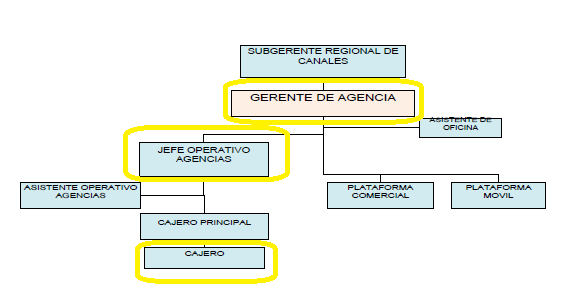 SUBGERENTE REGIONAL DE
CANALES
GERENTE DE AGENCIA
ASISTENTE DE
OFICINA
JEFE OPERATIVO
AGENCIAS
ASISTENTE OPERATIVO
AGENCIAS
PLATAFORMA
COMERCIAL
PLATAFORMA
MOVIL
CAJERO PRINCIPAL
CAJERO